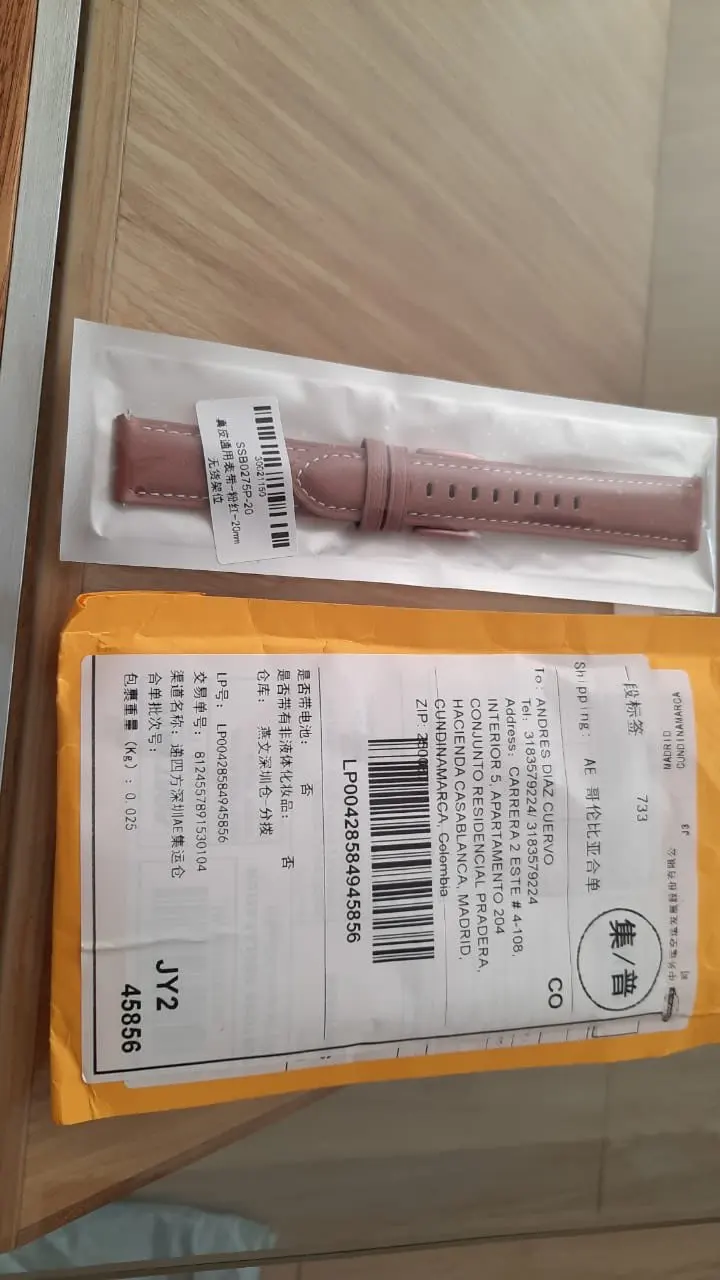 30021150
SSB0275P-20
真皮通用表带-粉红-20mm
无货架位
CUNDINAMARCA
MADRID
一段标签
733
集/普
Shipping: AE 哥伦比亚合单
CO
To: ANDRES DIAZ CUERVO
Tel: 3183579224/ 3183579224
Address: CARRERA 2 ESTE # 4-108,
INTERIOR 5, APARTAMENTO 204
CONJUNTO RESIDENCIAL PRADERA,
HACIENDA CASABLANCA, MADRID,
CUNDINAMARCA, Colombia
ZIP:
LP00428584945856
是否带电池: 否
是否带有非液体化妆品: 否
仓库: 燕文深圳仓-分拨
LP号: LP00428584945856
交易单号: 8124557891530104
渠道名称: 递四方深圳AE集运仓
合单批次号:
包裹重量 (Kg) : 0.025
JY2
45856